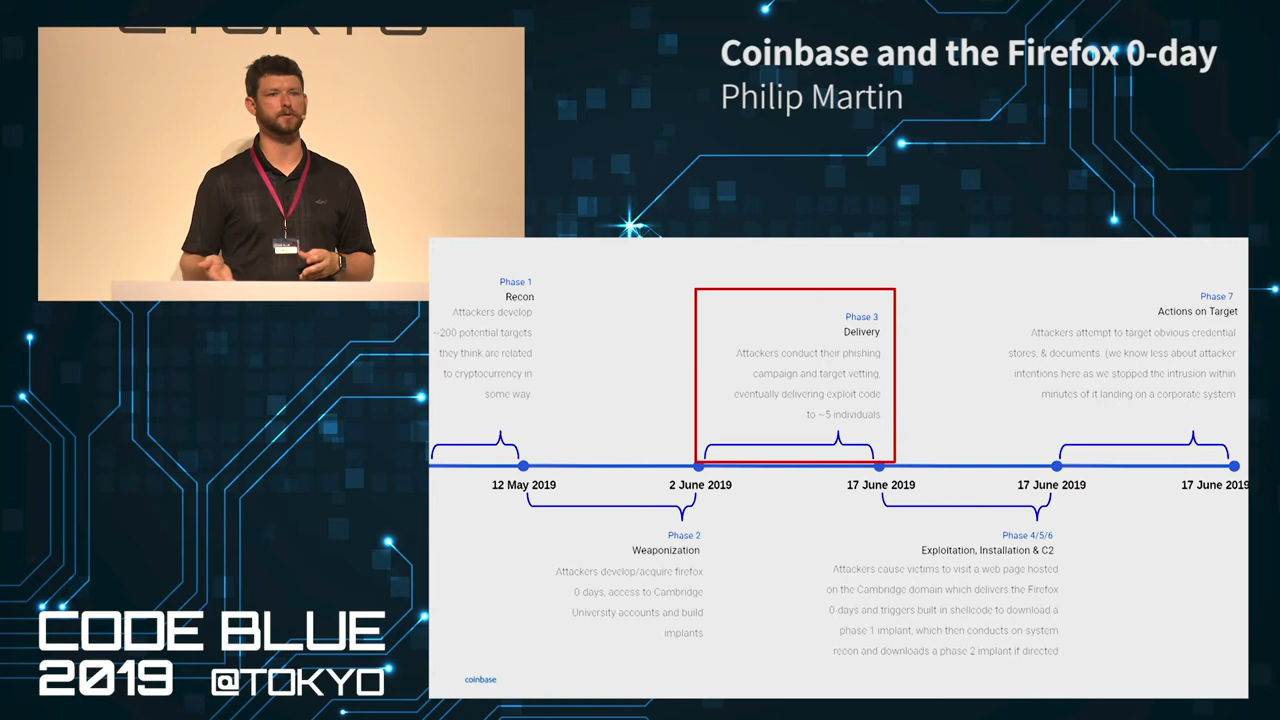 Coinbase and the Firefox 0-day
Philip Martin
Phase 1
Recon
Attackers develop
~200 potential targets
they think are related
to cryptocurrency in
some way.
Phase 3
Delivery
Attackers conduct their phishing
campaign and target vetting,
eventually delivering exploit code
to ~5 individuals
Phase 7
Actions on Target
Attackers attempt to target obvious credential
stores, & documents. (we know less about attacker
intentions here as we stopped the intrusion within
minutes of it landing on a corporate system
12 May 2019
2 June 2019
17 June 2019
17 June 2019
17 June 2019
Phase 2
Weaponization
Attackers develop/acquire firefox
0 days, access to Cambridge
University accounts and build
implants
Phase 4/5/6
Exploitation, Installation & C2
Attackers cause victims to visit a web page hosted
on the Cambridge domain which delivers the Firefox
0 days and triggers built in shellcode to download a
phase 1 implant, which then conducts on-system
recon and downloads a phase 2 implant if directed
coinbase
CODE BLUE
2019 @TOKYO